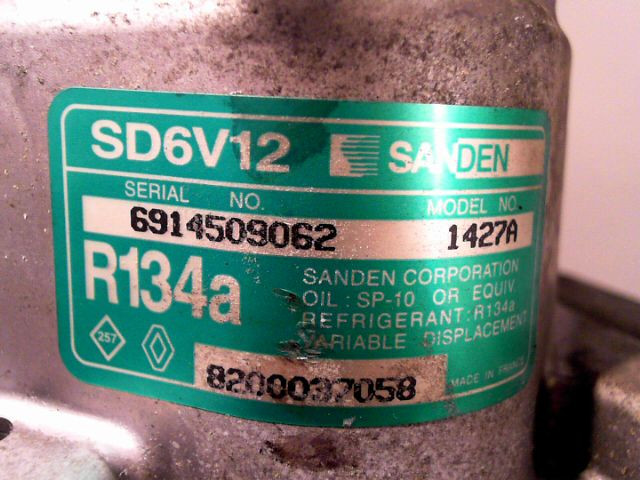 SD6V12 SANDEN
SERIAL NO. MODEL NO.
6914509062 1427A
R134a
SANDEN CORPORATION
OIL : SP-10 OR EQUIV.
REFRIGERANT : R134a
VARIABLE DISPLACEMENT
257
8200037058
MADE IN FRANCE